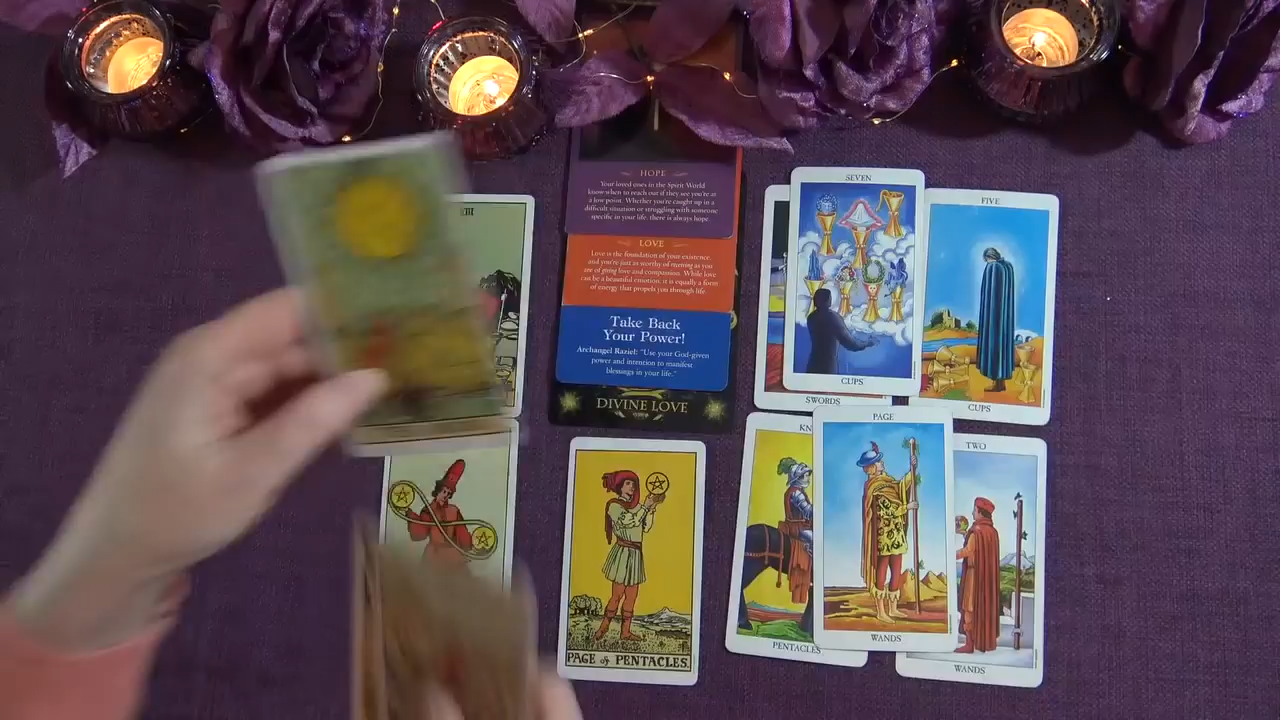 HOPE
Your loved ones in the Spirit World
know when to reach out if they see you're at
a low point. Whether you're caught up in a
difficult situation or struggling with someone
specific in your life, there is always hope.
LOVE
Love is the foundation of your existence
and you're just as worthy of receiving as you
are of giving love and compassion. While love
can be a beautiful emotion, it is equally a form
of energy that propels you through life.
Take Back
Your Power!
Archangel Raziel: "Use your God-given
power and intention to manifest
blessings in your life."
DIVINE LOVE
SEVEN
CUPS
SWORDS
FIVE
CUPS
PAGE of PENTACLES.
KN
PENTACLES
PAGE
WANDS
TWO
WANDS